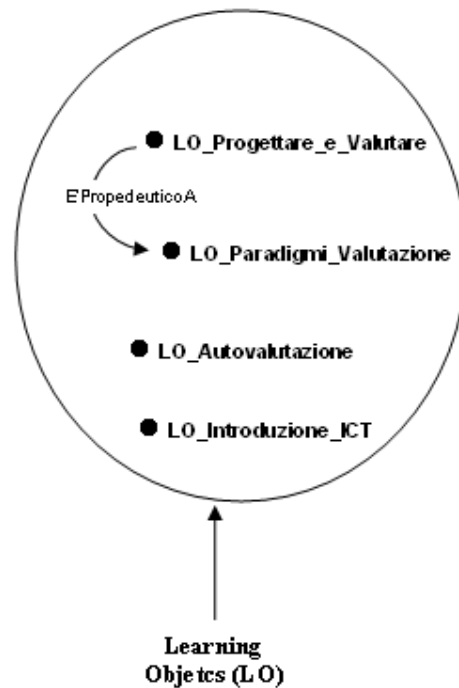 LO_Progettare_e_Valutare
E'PropedeuticoA
LO_Paradigmi_Valutazione
LO_Autovalutazione
LO_Introduzione_ICT
Learning
Objetcs (LO)